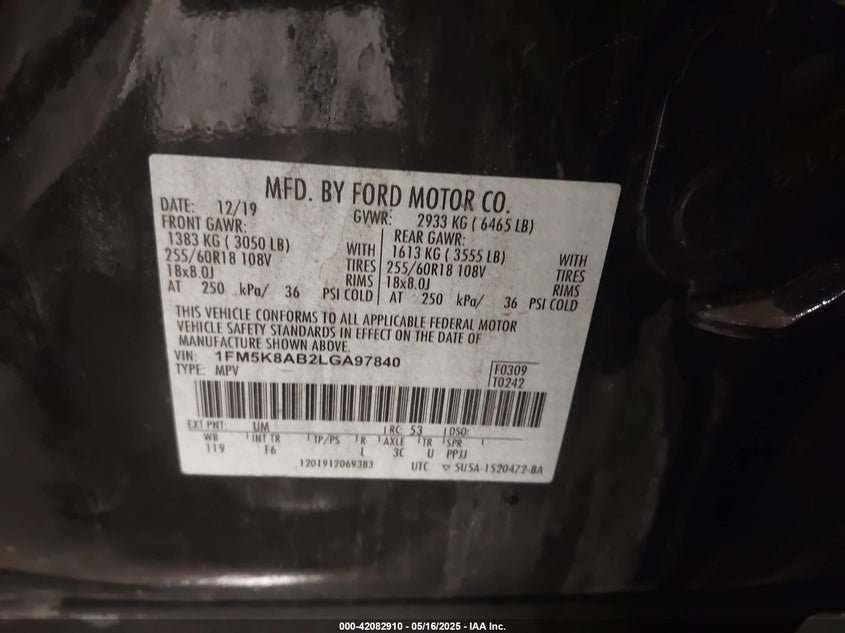 MFD. BY FORD MOTOR CO.
DATE: 12/19 GVWR: 2933 KG ( 6465 LB)
FRONT GAWR: REAR GAWR:
1383 KG ( 3050 LB) WITH 1613 KG ( 3555 LB) WITH
255/60R18 108V TIRES 255/60R18 108V TIRES
18x8.0J RIMS 18x8.0J RIMS
AT 250 kPa/ 36 PSI COLD AT 250 kPa/ 36 PSI COLD
THIS VEHICLE CONFORMS TO ALL APPLICABLE FEDERAL MOTOR
VEHICLE SAFETY STANDARDS IN EFFECT ON THE DATE OF
MANUFACTURE SHOWN ABOVE.
VIN: 1FM5K8AB2LGA97840
TYPE: MPV F0309
T0242
EXT PNT: UM RC: 53 DSO:
WB INT TR TP/PS R AXLE TR SPR
119 F6 L 3C U PPJJ
1201912069383 UTC 5U5A-1520472-BA
000-42082910 - 05/16/2025 - IAA Inc.